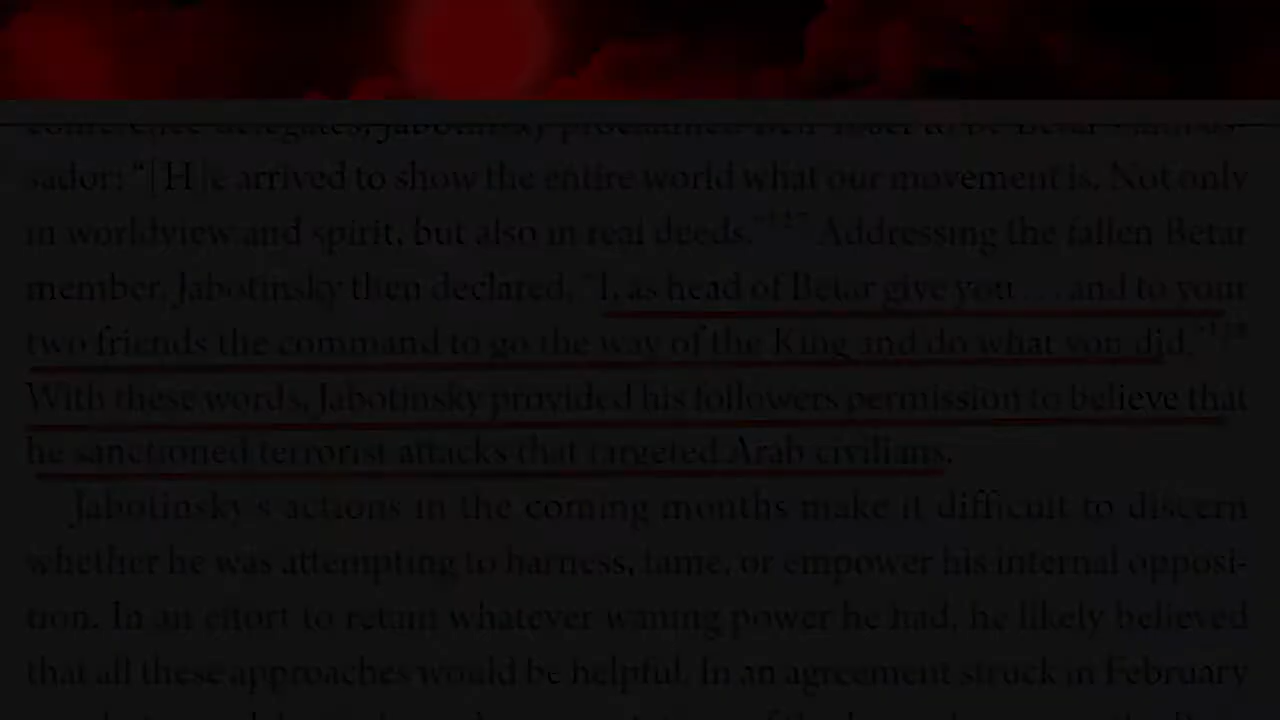 conference delegates, Jabotinsky proclaimed
sador: "[H]e arrived to show the entire world what our movement is. Not only
in worldview and spirit, but also in real deeds."137 Addressing the fallen Betar
member, Jabotinsky then declared, "I, as head of Betar give you . . . and to your
two friends the command to go the way of the King and do what you did."138
With these words, Jabotinsky provided his followers permission to believe that
he sanctioned terrorist attacks that targeted Arab civilians.
Jabotinsky's actions in the coming months make it difficult to discern
whether he was attempting to harness, tame, or empower his internal opposi-
tion. In an effort to retain whatever waning power he had, he likely believed
that all these approaches would be helpful. In an agreement struck in February